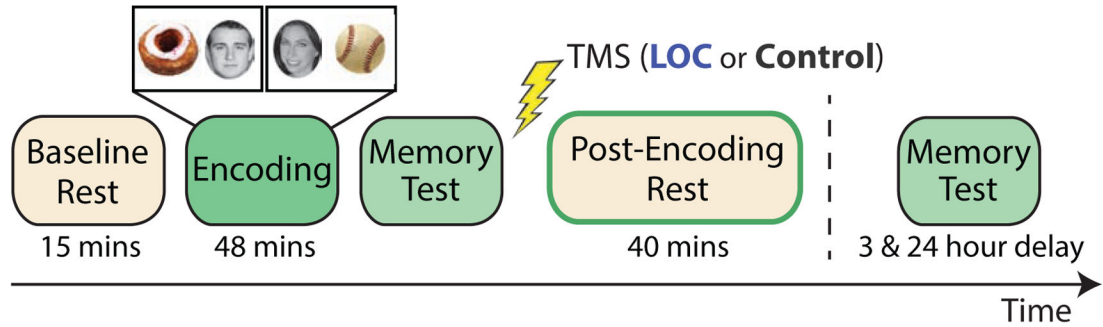 TMS (LOC or Control)
Baseline
Rest
Encoding
Memory
Test
Post-Encoding
Rest
Memory
Test
15 mins
48 mins
40 mins
3 & 24 hour delay
Time